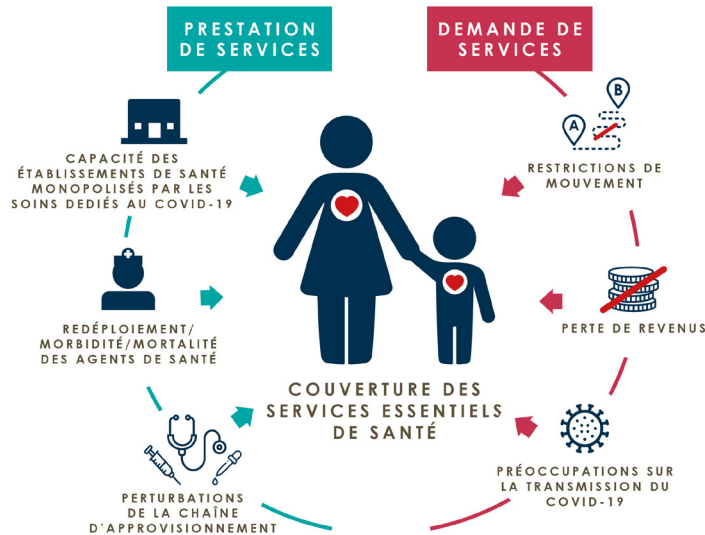 PRESTATION
DE SERVICES
DEMANDE DE
SERVICES
CAPACITÉ DES
ÉTABLISSEMENTS DE SANTÉ
MONOPOLISÉS PAR LES
SOINS DEDIÉS AU COVID-19
REDÉPLOIEMENT/
MORBIDITÉ/MORTALITÉ
DES AGENTS DE SANTÉ
PERTURBATIONS
DE LA CHAÎNE
D'APPROVISIONNEMENT
COUVERTURE DES
SERVICES ESSENTIELS
DE SANTÉ
B
A
RESTRICTIONS DE
MOUVEMENT
PERTE DE REVENUS
PRÉOCCUPATIONS SUR
LA TRANSMISSION DU
COVID-19